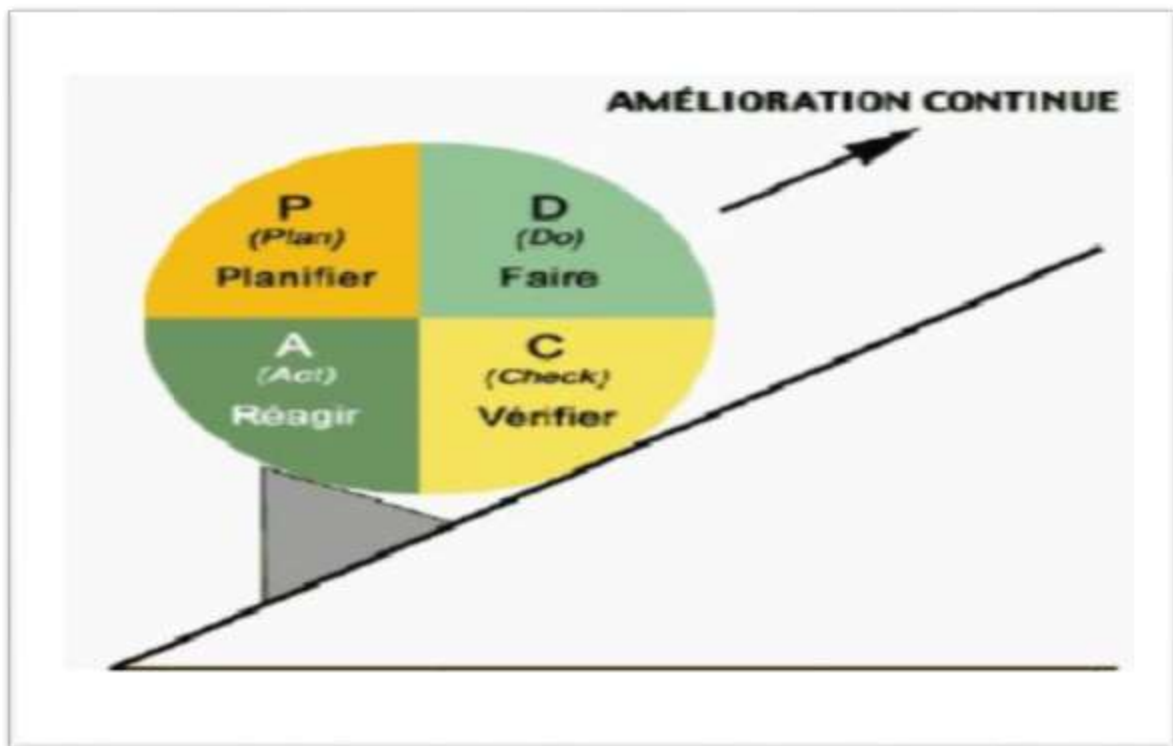 AMÉLIORATION CONTINUE
P
(Plan)
Planifier
D
(Do)
Faire
A
(Act)
Réagir
C
(Check)
Vérifier